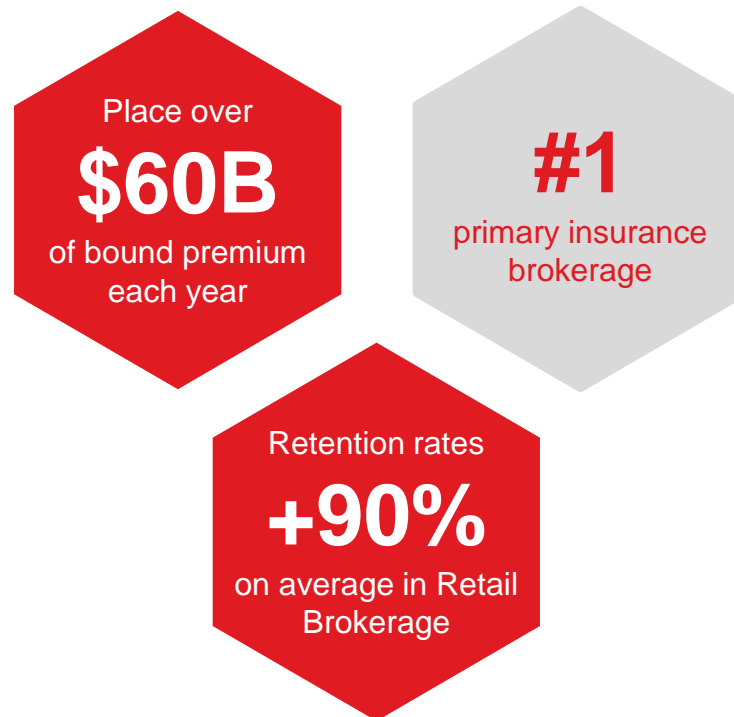 Place over
$60B
of bound premium
each year
#1
primary insurance
brokerage
Retention rates
+90%
on average in Retail
Brokerage